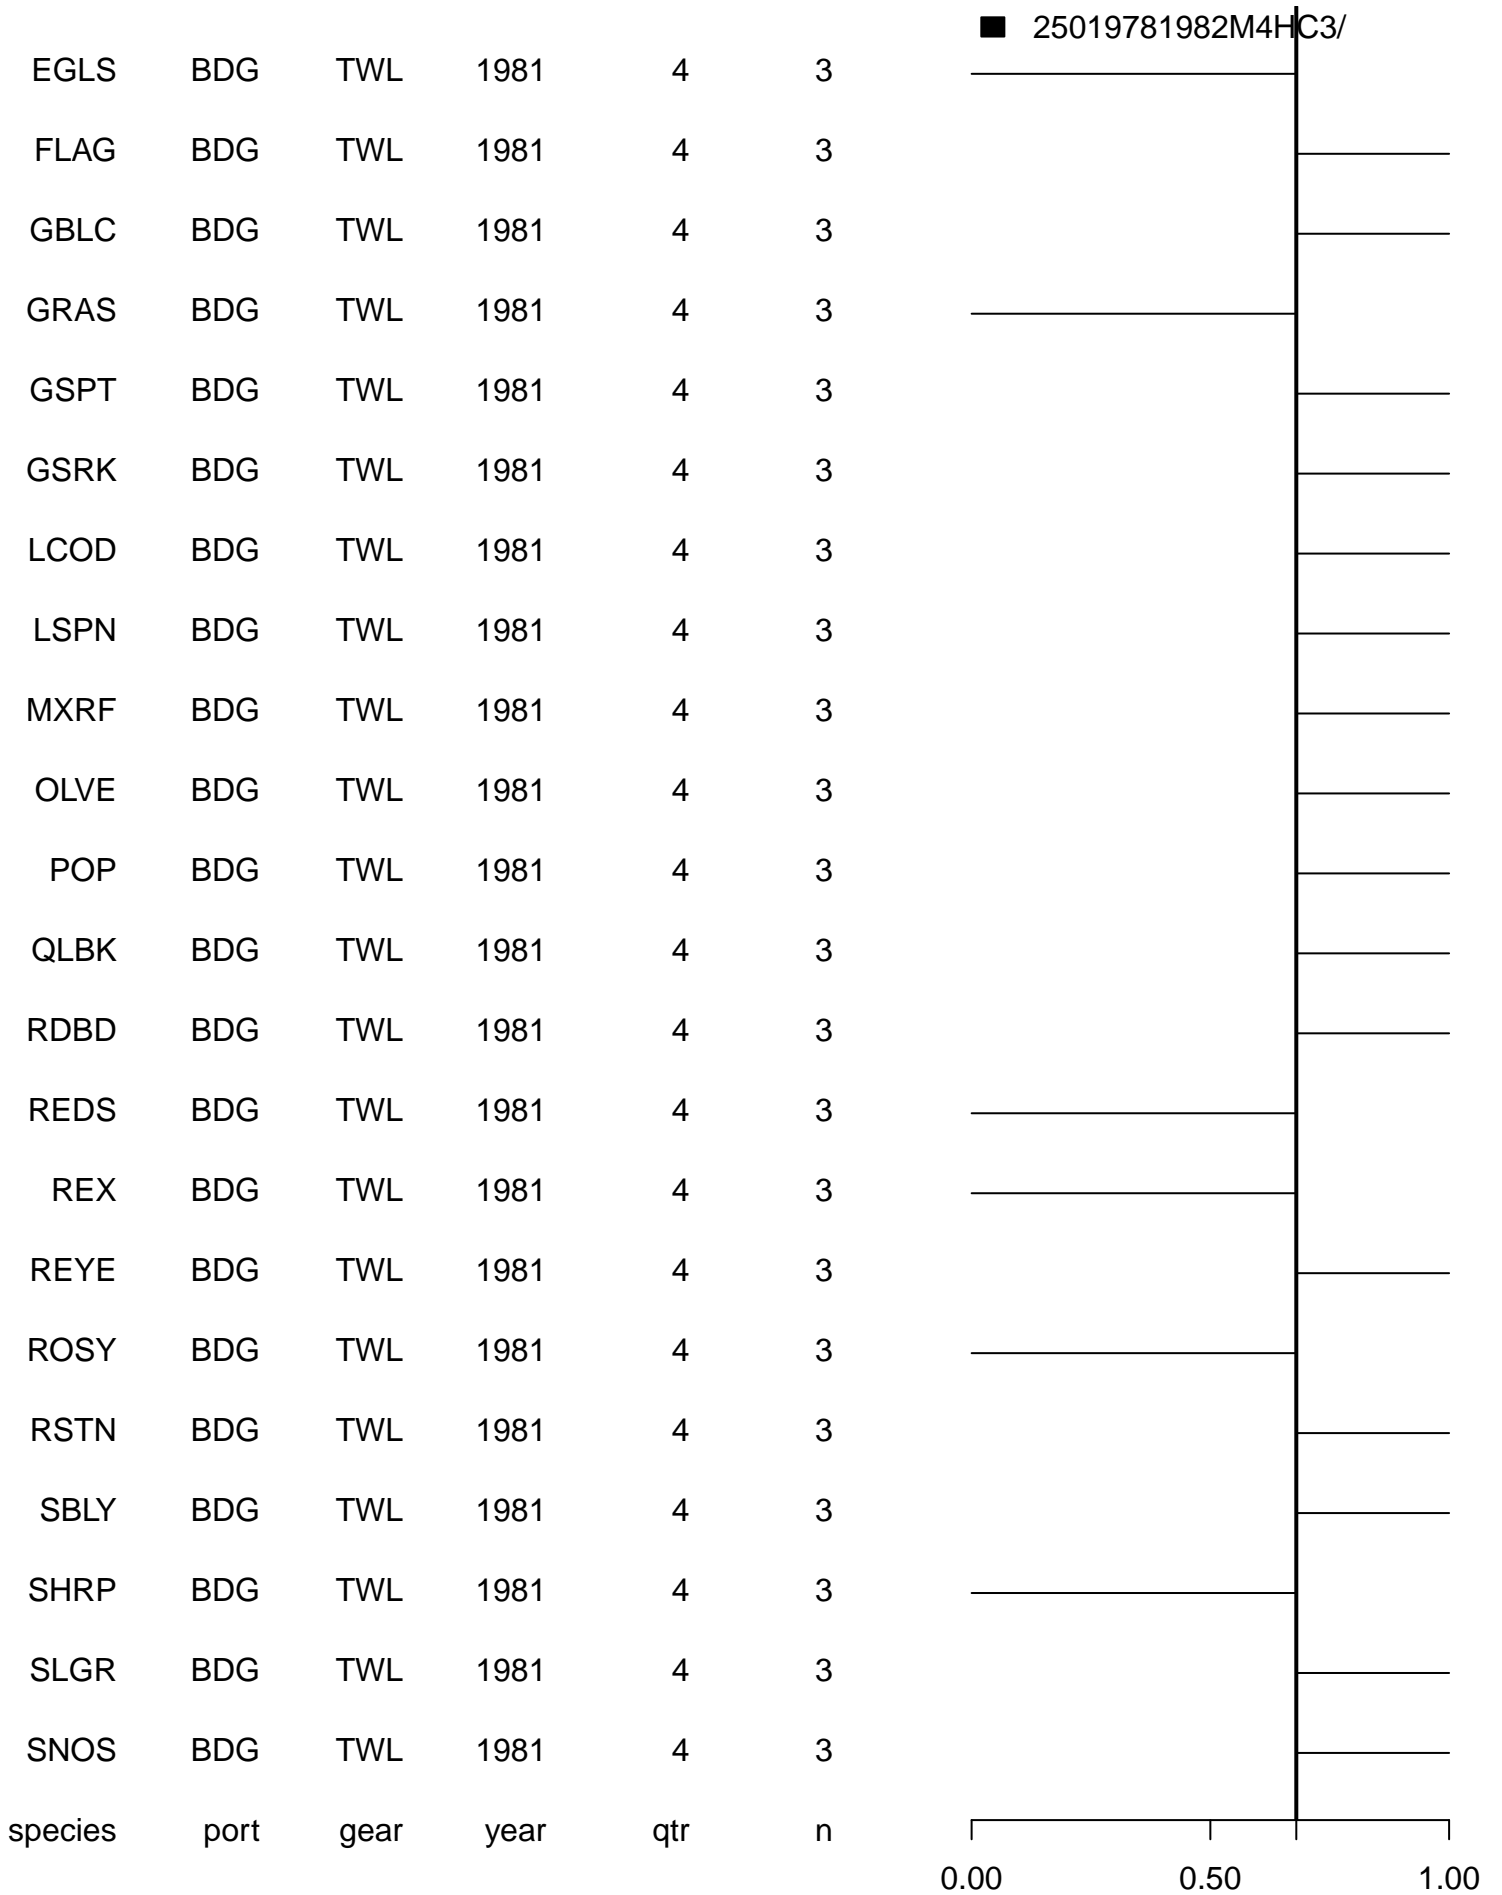 25019781982M4HC3/
EGLS BDG TWL 1981 4 3
FLAG BDG TWL 1981 4 3
GBLC BDG TWL 1981 4 3
GRAS BDG TWL 1981 4 3
GSPT BDG TWL 1981 4 3
GSRK BDG TWL 1981 4 3
LCOD BDG TWL 1981 4 3
LSPN BDG TWL 1981 4 3
MXRF BDG TWL 1981 4 3
OLVE BDG TWL 1981 4 3
POP BDG TWL 1981 4 3
QLBK BDG TWL 1981 4 3
RDBD BDG TWL 1981 4 3
REDS BDG TWL 1981 4 3
REX BDG TWL 1981 4 3
REYE BDG TWL 1981 4 3
ROSY BDG TWL 1981 4 3
RSTN BDG TWL 1981 4 3
SBLY BDG TWL 1981 4 3
SHRP BDG TWL 1981 4 3
SLGR BDG TWL 1981 4 3
SNOS BDG TWL 1981 4 3
species port gear year qtr n
0.00 0.50 1.00